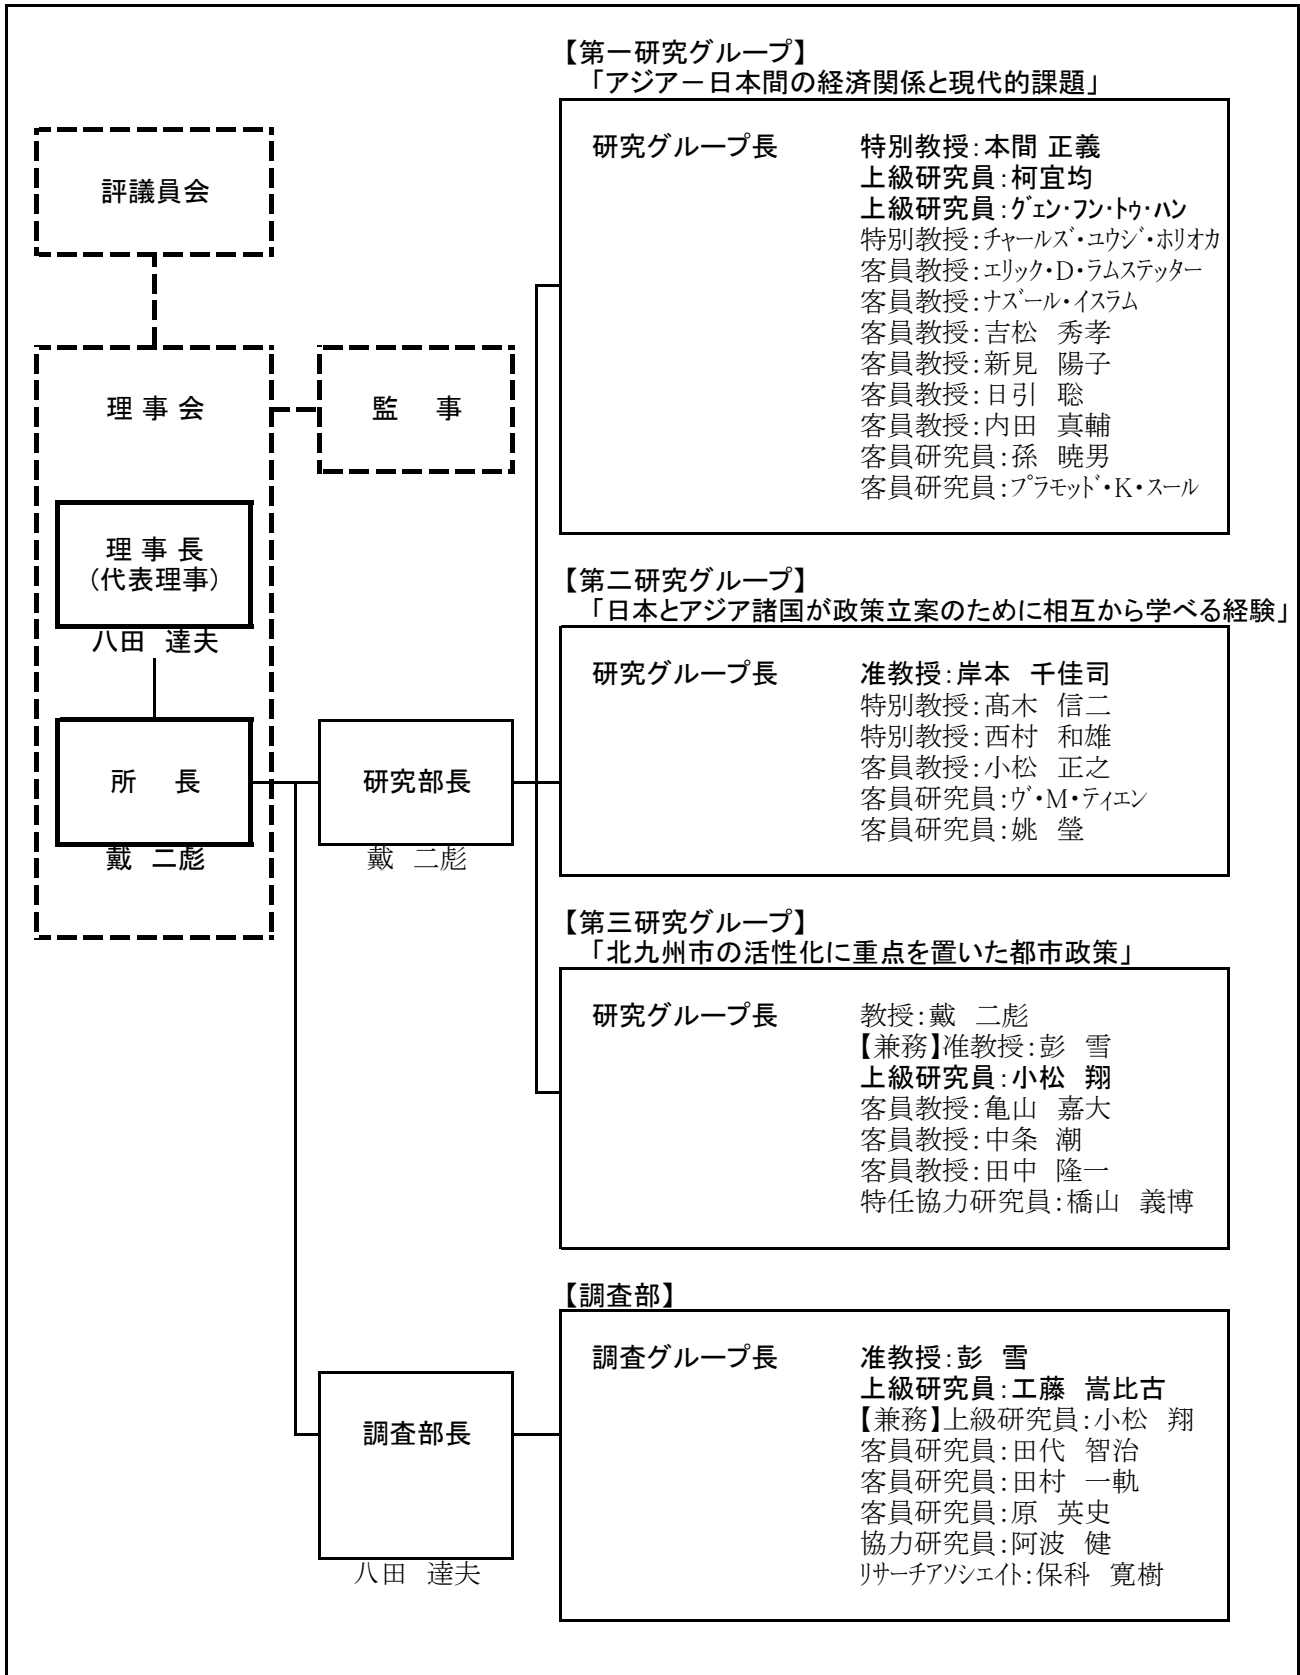 評議員会
理 事 会
監　事
理 事 長
（代表理事）
八田　達夫
所　長
戴　二彪
研究部長
戴　二彪
調査部長
八田　達夫
【第一研究グループ】
「アジアー日本間の経済関係と現代的課題」
研究グループ長　特別教授：本間 正義
上級研究員：柯宜均
上級研究員：グェン・フン・トゥ・ハン
特別教授：チャールズ・ユウジ・ホリオカ
客員教授：エリック・D・ラムステッター
客員教授：ナズール・イスラム
客員教授：吉松　秀孝
客員教授：新見　陽子
客員教授：日引　聡
客員教授：内田　真輔
客員研究員：孫　暁男
客員研究員：プラモッド・K・スール
【第二研究グループ】
「日本とアジア諸国が政策立案のために相互から学べる経験」
研究グループ長　准教授：岸本　千佳司
特別教授：髙木　信二
特別教授：西村　和雄
客員教授：小松　正之
客員研究員：ヴ・M・ティエン
客員研究員：姚　瑩
【第三研究グループ】
「北九州市の活性化に重点を置いた都市政策」
研究グループ長　教授：戴　二彪
【兼務】准教授：彭　雪
上級研究員：小松　翔
客員教授：亀山　嘉大
客員教授：中条　潮
客員教授：田中　隆一
特任協力研究員：橋山　義博
【調査部】
調査グループ長　准教授：彭　雪
上級研究員：工藤　嵩比古
【兼務】上級研究員：小松　翔
客員研究員：田代　智治
客員研究員：田村　一軌
客員研究員：原　英史
協力研究員：阿波　健
リサーチアソシエイト：保科　寛樹